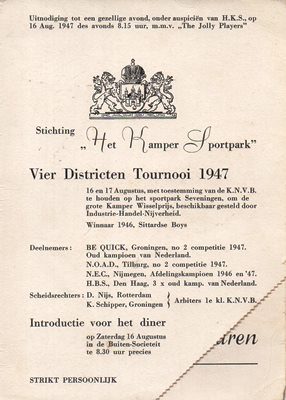 Uitnodiging tot een gezellige avond, onder auspiciën van H.K.S., op
16 Aug. 1947 des avonds 8.15 uur, m.m.v. „The Jolly Players”
Stichting
„Het Kamper Sportpark”
Vier Districten Tournooi 1947
16 en 17 Augustus, met toestemming van de K.N.V.B.
te houden op het sportpark Seveningen, om de
grote Kamper Wisselprijs, beschikbaar gesteld door
Industrie-Handel-Nijverheid.
Winnaar 1946, Sittardse Boys
Deelnemers: BE QUICK, Groningen, no 2 competitie 1947.
Oud kampioen van Nederland.
N.O.A.D., Tilburg, no 2 competitie 1947.
N.E.C., Nijmegen, Afdelingskampioen 1946 en '47.
H.B.S., Den Haag, 3 x oud kamp. van Nederland.
Scheidsrechters: D. Nijs, Rotterdam
K. Schipper, Groningen } Arbiters 1e kl. K.N.V.B.
Introductie voor het diner
op Zaterdag 16 Augustus
in de Buiten-Societeit
te 8.30 uur precies
aren
STRIKT PERSOONLIJK